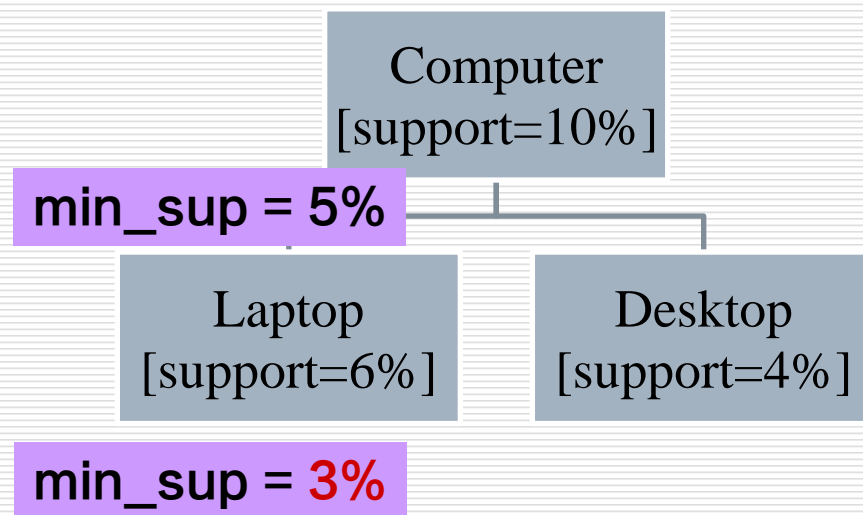 Computer
[support=10%]
min_sup = 5%
Laptop
[support=6%]
Desktop
[support=4%]
min_sup = 3%